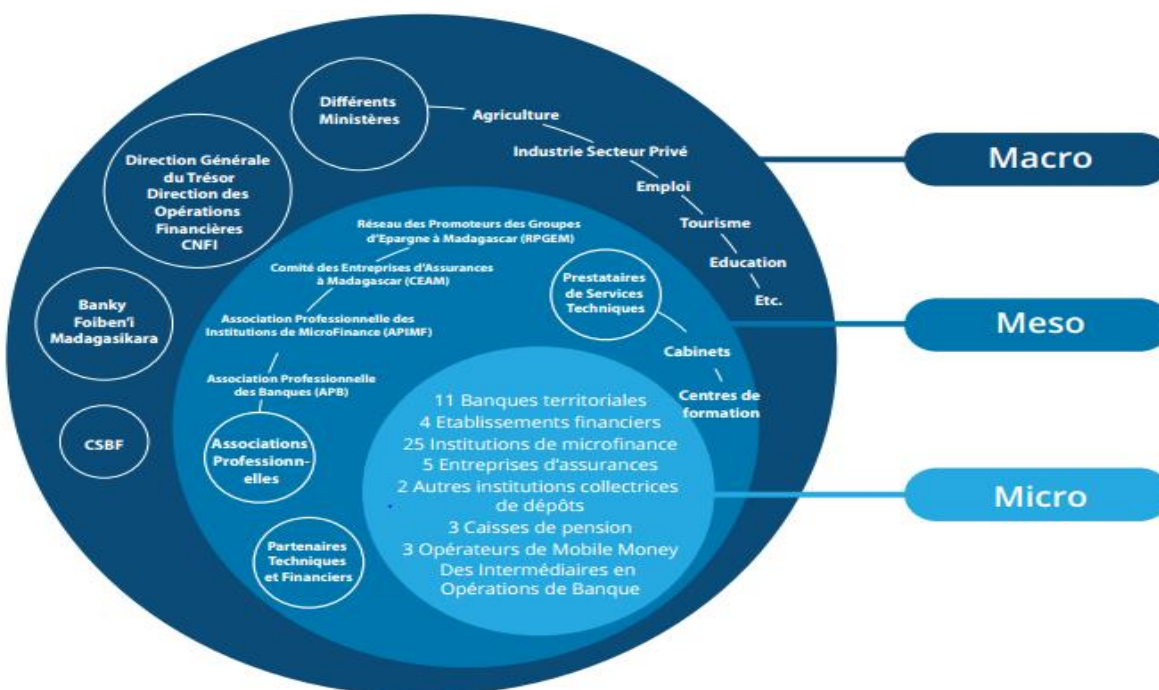 Différents
Ministères
Agriculture
Industrie Secteur Privé
Emploi
Tourisme
Education
Etc.
Direction Générale
du Trésor
Direction des
Opérations
Financières
CNFI
Banky
Foiben'i
Madagasikara
CSBF
Réseau des Promoteurs des Groupes
d'Epargne à Madagascar (RPGEM)
Comité des Entreprises d'Assurances
à Madagascar (CEAM)
Association Professionnelle des
Institutions de MicroFinance (APIMF)
Association Professionnelle
des Banques (APB)
Associations
Professionn-
elles
Partenaires
Techniques
et Financiers
Prestataires
de Services
Techniques
Cabinets
Centres de
formation
11 Banques territoriales
4 Etablissements financiers
25 Institutions de microfinance
5 Entreprises d'assurances
2 Autres institutions collectrices
de dépôts
3 Caisses de pension
3 Opérateurs de Mobile Money
Des Intermédiaires en
Opérations de Banque
Macro
Meso
Micro